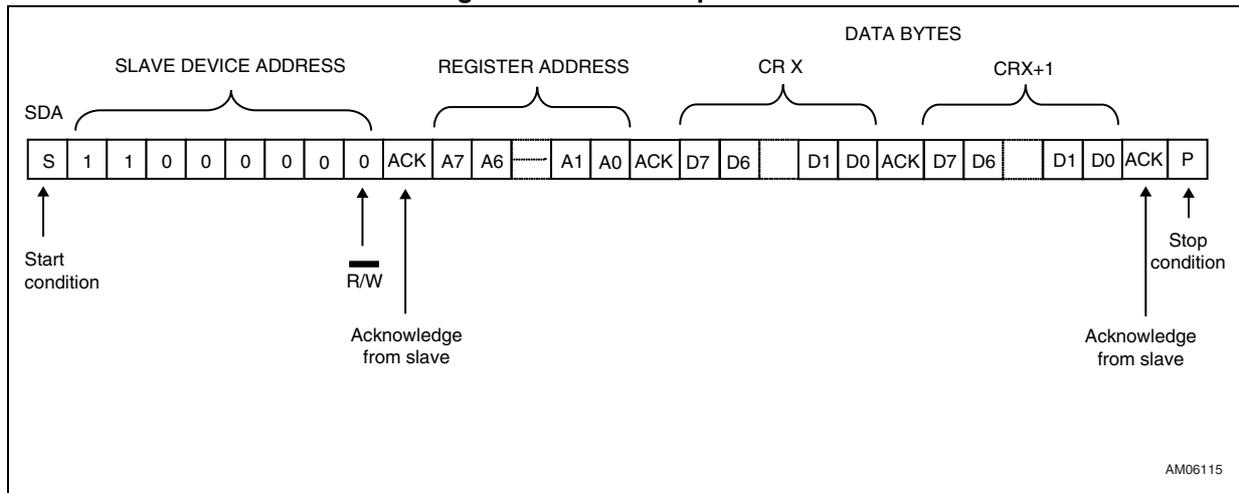 DATA BYTES
SLAVE DEVICE ADDRESS REGISTER ADDRESS CR X CRX+1
SDA
S 1 1 0 0 0 0 0 0 ACK A7 A6 A1 A0 ACK D7 D6 D1 D0 ACK D7 D6 D1 D0 ACK P
Start
condition
R/W
Stop
condition
Acknowledge
from slave
Acknowledge
from slave
AM06115